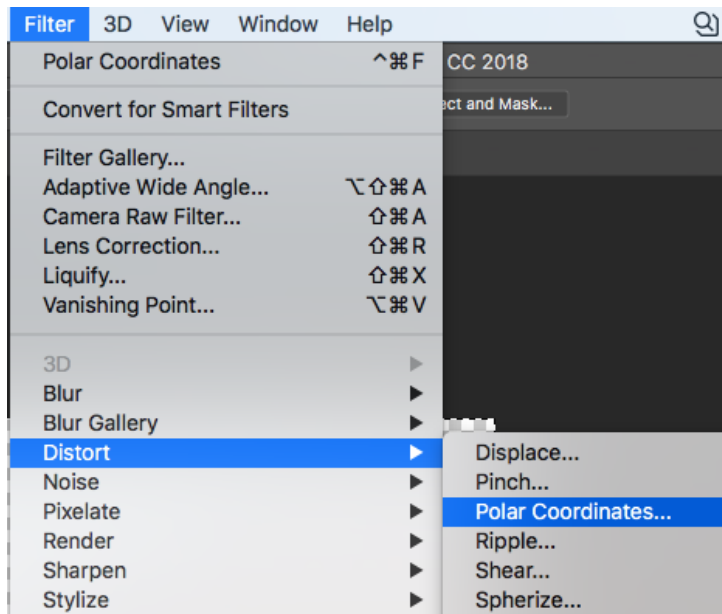 Filter 3D View Window Help
Polar Coordinates ^⌘F CC 2018
Convert for Smart Filters ect and Mask...
Filter Gallery...
Adaptive Wide Angle... ⌥⇧⌘A
Camera Raw Filter... ⇧⌘A
Lens Correction... ⇧⌘R
Liquify... ⇧⌘X
Vanishing Point... ⌥⌘V
3D
Blur
Blur Gallery
Distort Displace...
Noise Pinch...
Pixelate Polar Coordinates...
Render Ripple...
Sharpen Shear...
Stylize Spherize...